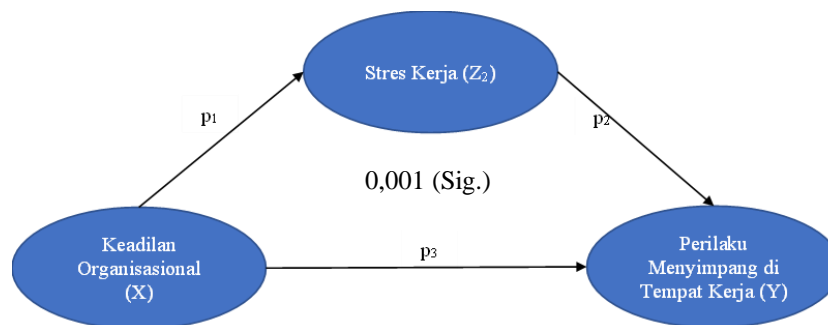 Stres Kerja (Z₂)
p₁
p₂
0,001 (Sig.)
Keadilan
Organisasional
(X)
p₃
Perilaku
Menyimpang di
Tempat Kerja (Y)